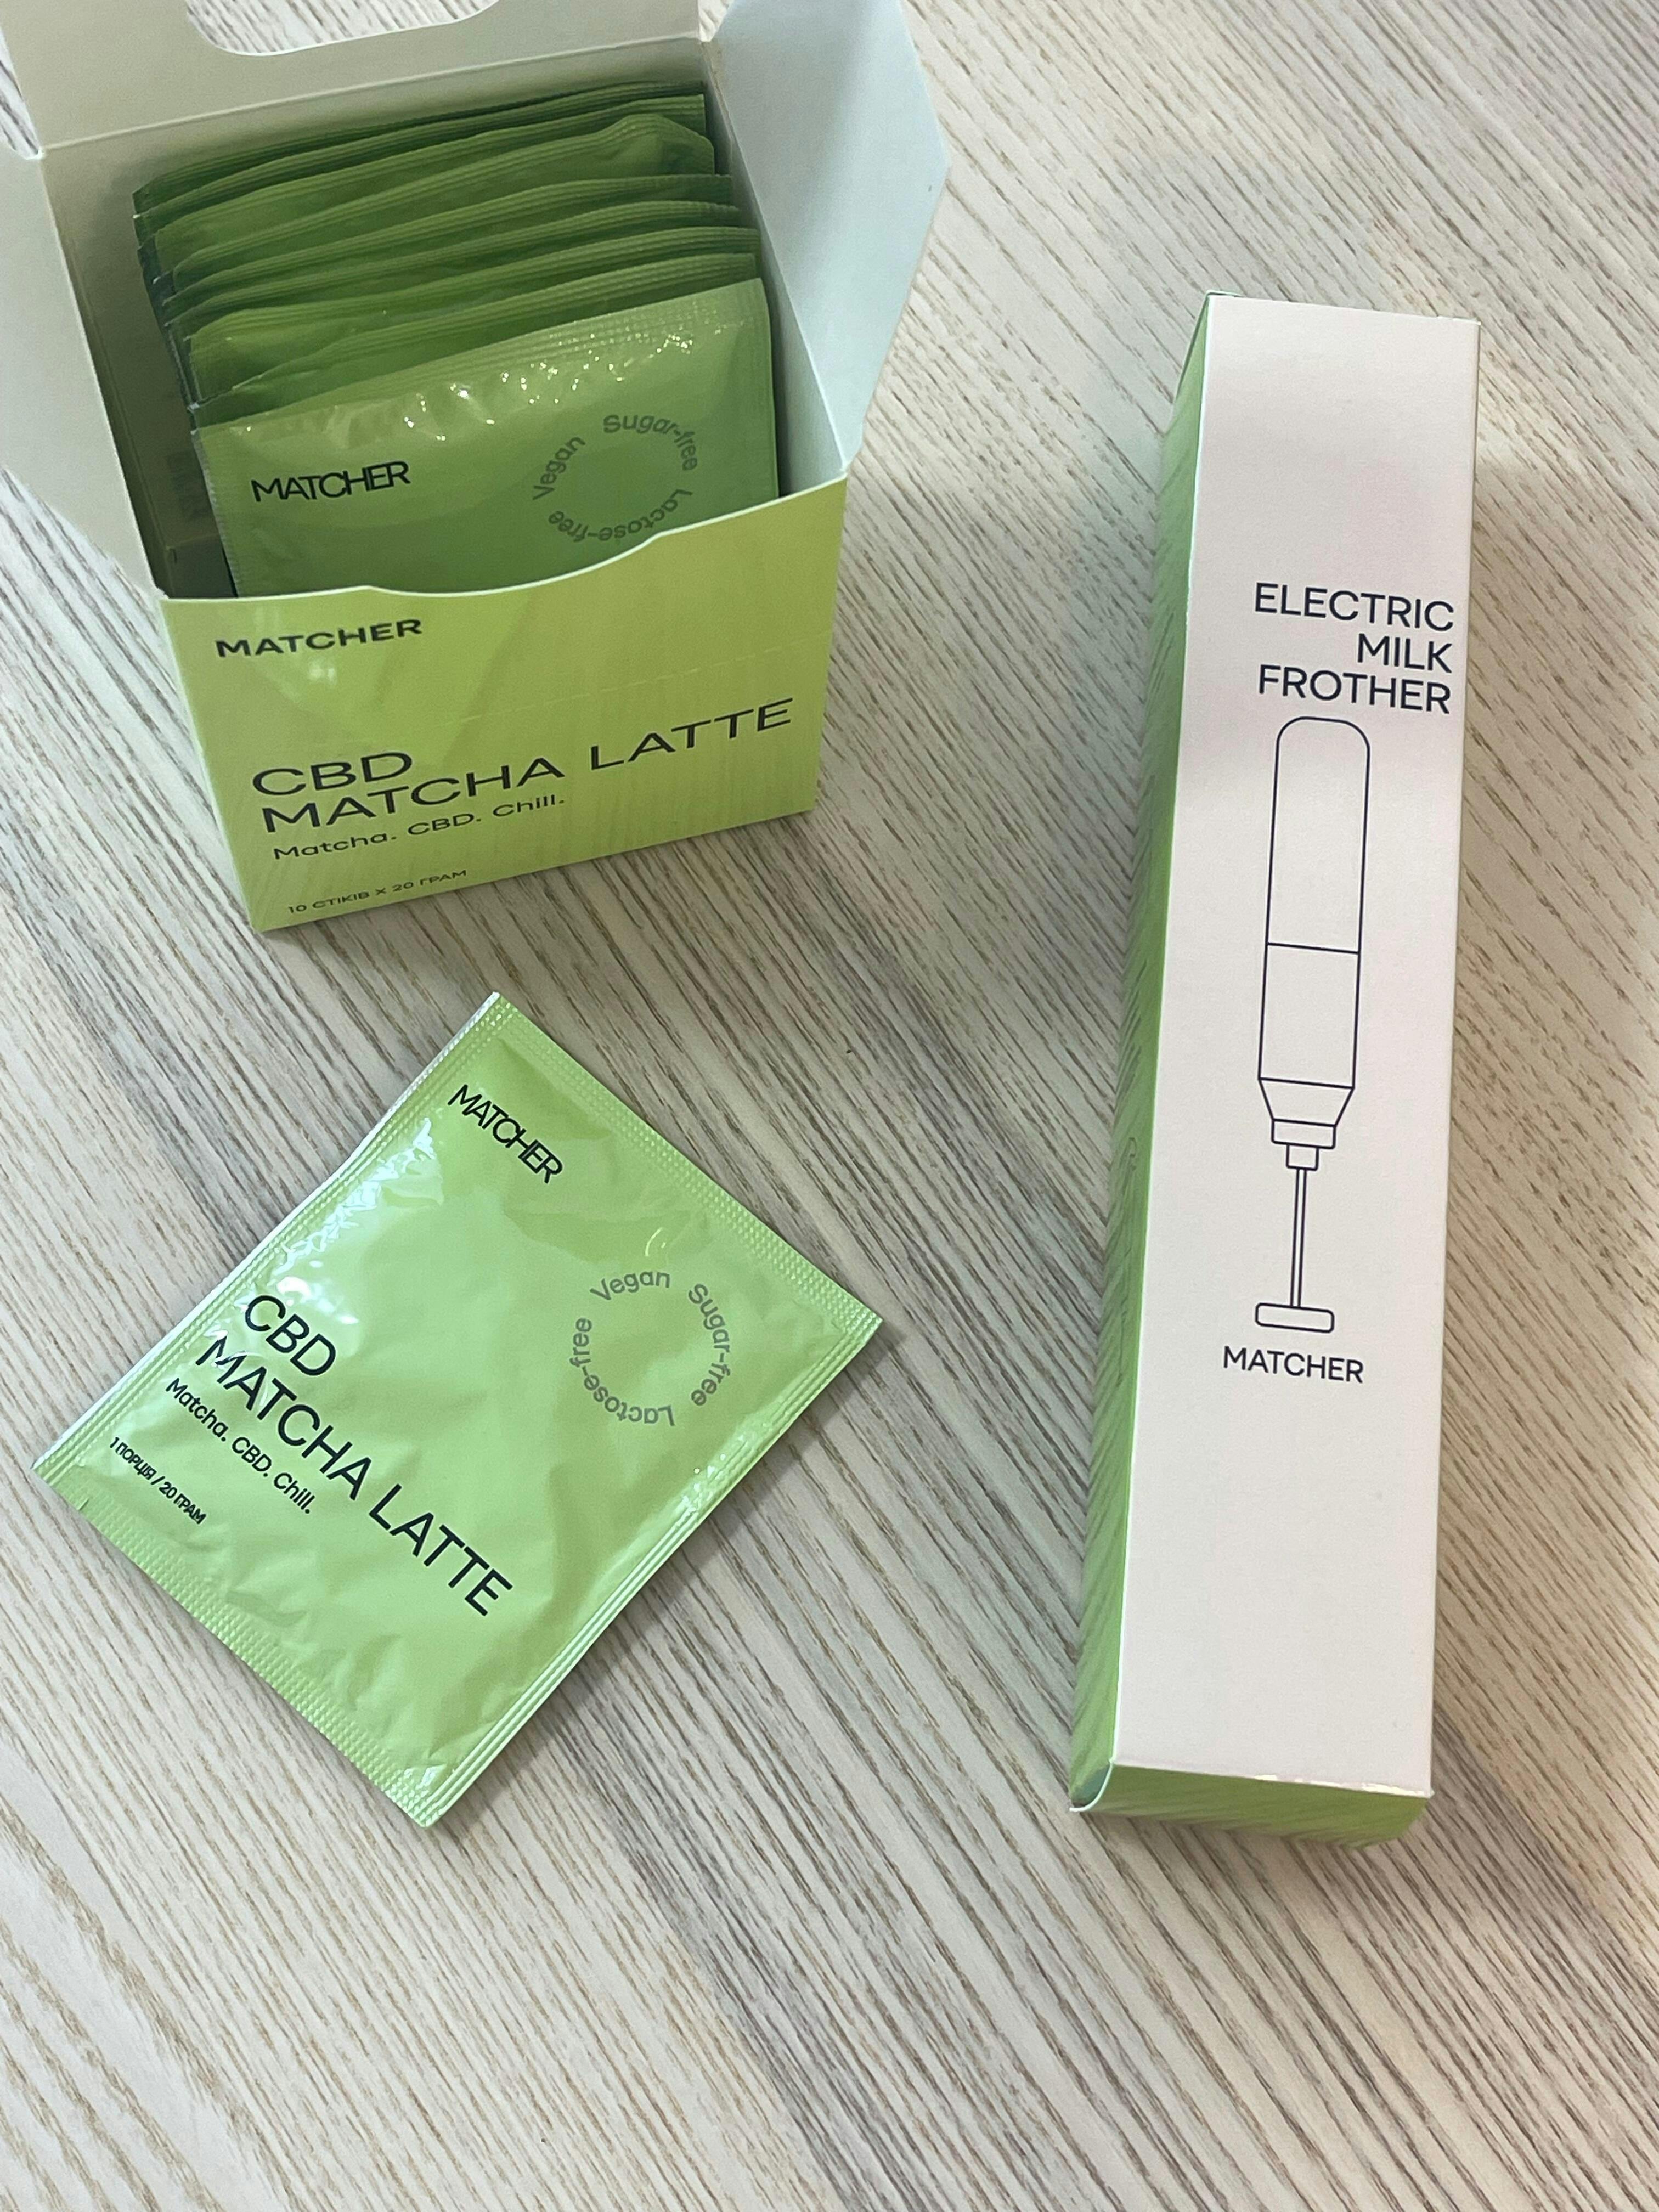 MATCHER
Vegan Sugar-free Lactose-free
MATCHER
CBD
MATCHA LATTE
Matcha. CBD. Chill.
10 СТІКІВ X 20 ГРАМ
ELECTRIC
MILK
FROTHER
MATCHER
MATCHER
Vegan Sugar-free Lactose-free
CBD
MATCHA LATTE
Matcha. CBD. Chill.
1 ПОРЦІЯ / 20 ГРАМ